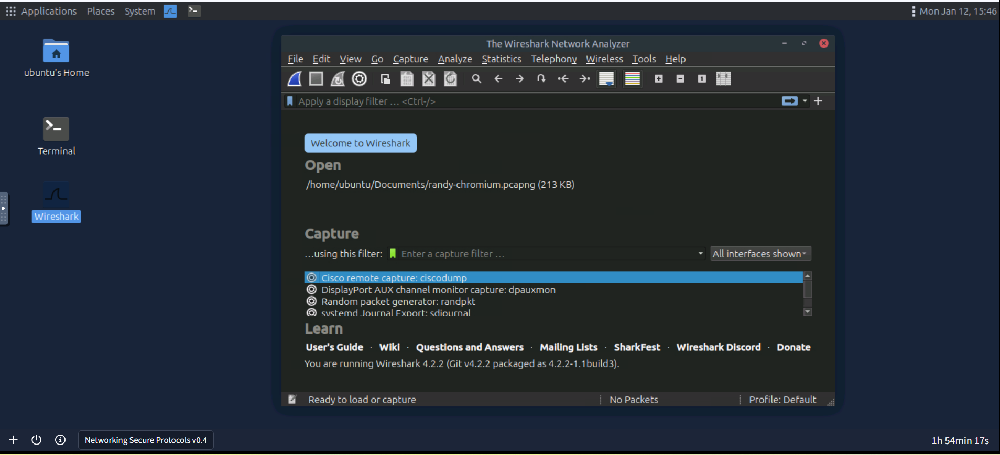 Applications Places System Mon Jan 12, 15:46
ubuntu's Home
Terminal
Wireshark
The Wireshark Network Analyzer
File Edit View Go Capture Analyze Statistics Telephony Wireless Tools Help
Apply a display filter … <Ctrl-/>
Welcome to Wireshark
Open
/home/ubuntu/Documents/randy-chromium.pcapng (213 KB)
Capture
…using this filter: Enter a capture filter … All interfaces shown
Cisco remote capture: ciscodump
DisplayPort AUX channel monitor capture: dpauxmon
Random packet generator: randpkt
systemd Journal Export: sdjournal
Learn
User's Guide · Wiki · Questions and Answers · Mailing Lists · SharkFest · Wireshark Discord · Donate
You are running Wireshark 4.2.2 (Git v4.2.2 packaged as 4.2.2-1.1build3).
Ready to load or capture No Packets Profile: Default
Networking Secure Protocols v0.4 1h 54min 17s